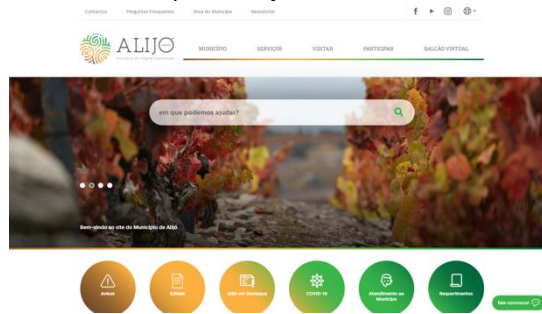 Contactos Perguntas Frequentes Área do Munícipe Newsletter
ALIJÓ
MUNICÍPIO SERVIÇOS VISITAR PARTICIPAR BALCÃO VIRTUAL
em que podemos ajudar?
Bem-vindo ao site do Município de Alijó
Avisos
Editais
Alijó em Destaque
COVID-19
Atendimento ao Munícipe
Requerimentos
Fale connosco!